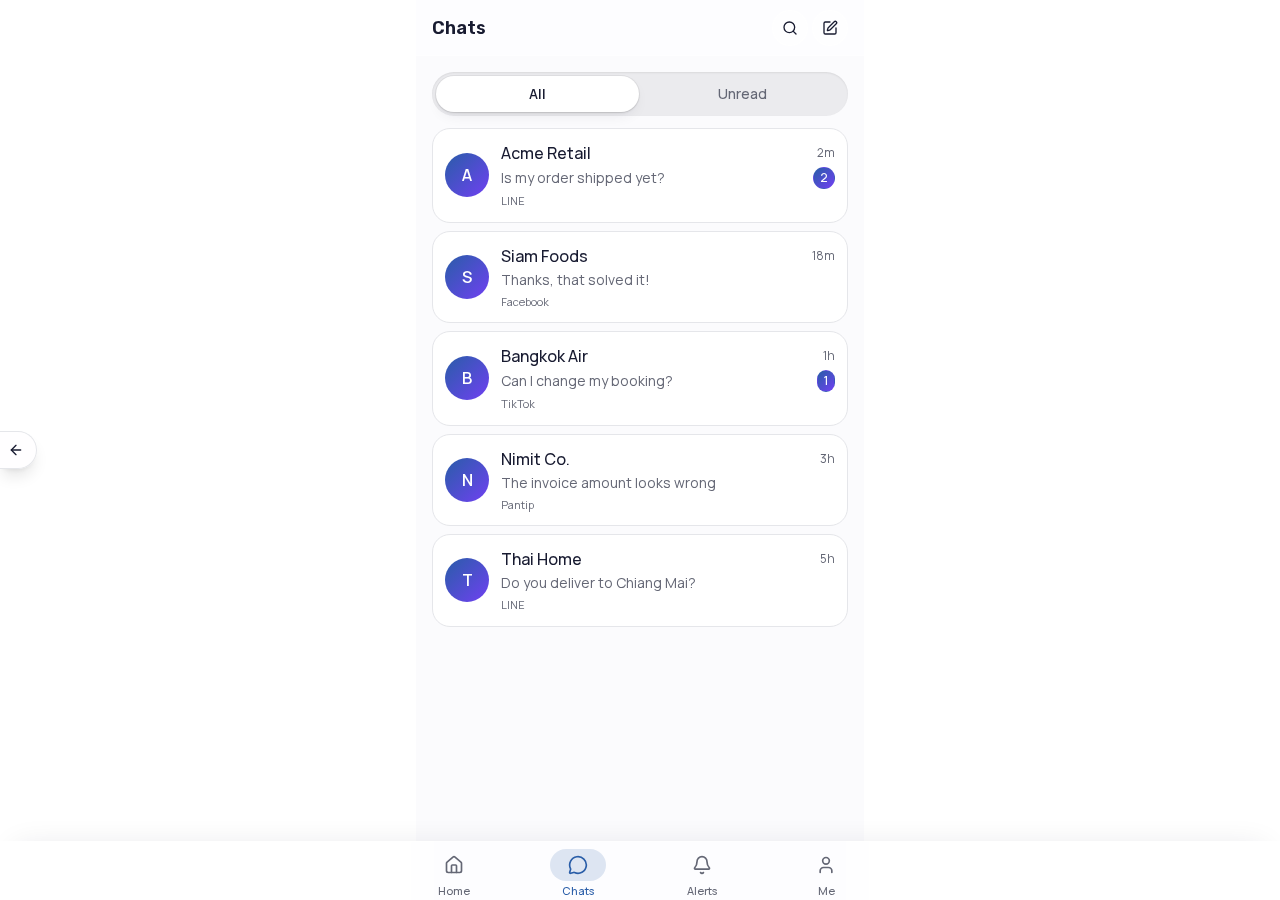 Chats
All
Unread
A
Acme Retail
2m
Is my order shipped yet?
2
LINE
S
Siam Foods
18m
Thanks, that solved it!
Facebook
B
Bangkok Air
1h
Can I change my booking?
1
TikTok
N
Nimit Co.
3h
The invoice amount looks wrong
Pantip
T
Thai Home
5h
Do you deliver to Chiang Mai?
LINE
Home
Chats
Alerts
Me